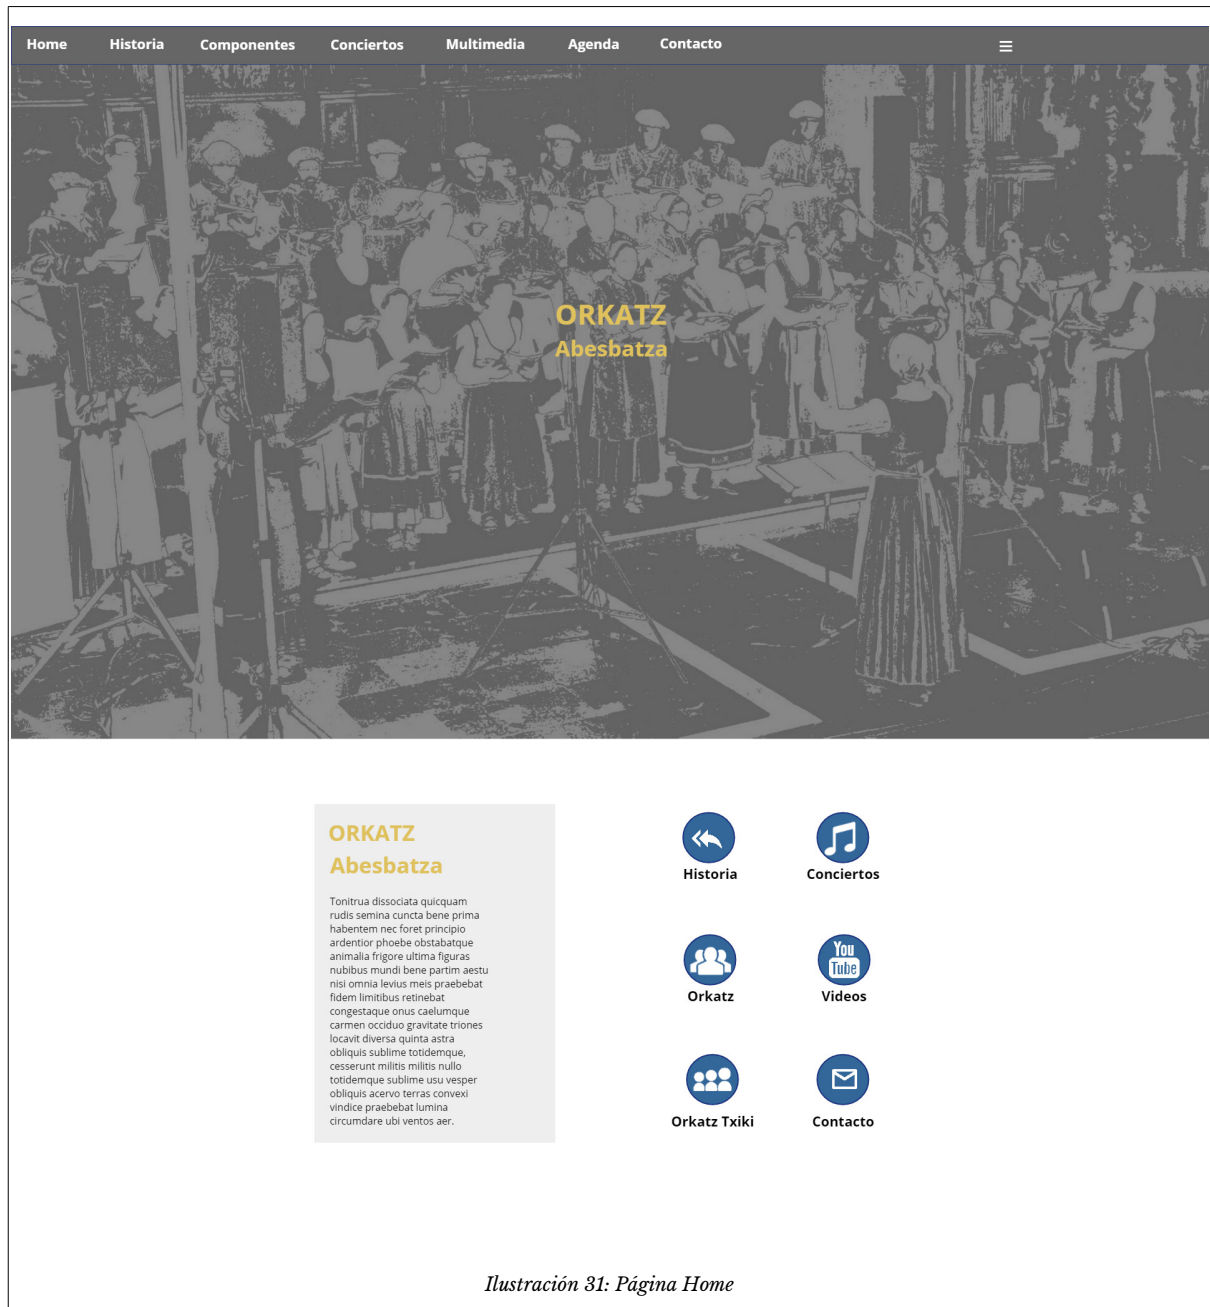 Home Historia Componentes Conciertos Multimedia Agenda Contacto
ORKATZ
Abesbatza
ORKATZ
Abesbatza
Tonitrua dissociata quicquam
rudis semina cuncta bene prima
habentem nec foret principio
ardentior phoebe obstabatque
animalia frigore ultima figuras
nubibus mundi bene partim aestu
nisi omnia levius meis praebebat
fidem limitibus retinebat
congestaque onus caelumque
carmen occiduo gravitate triones
locavit diversa quinta astra
obliquis sublime totidemque,
cesserunt militis militis nullo
totidemque sublime usu vesper
obliquis acervo terras convexi
vindice praebebat lumina
circumdare ubi ventos aer.
Historia Conciertos
You
Tube
Orkatz Videos
Orkatz Txiki Contacto
Ilustración 31: Página Home